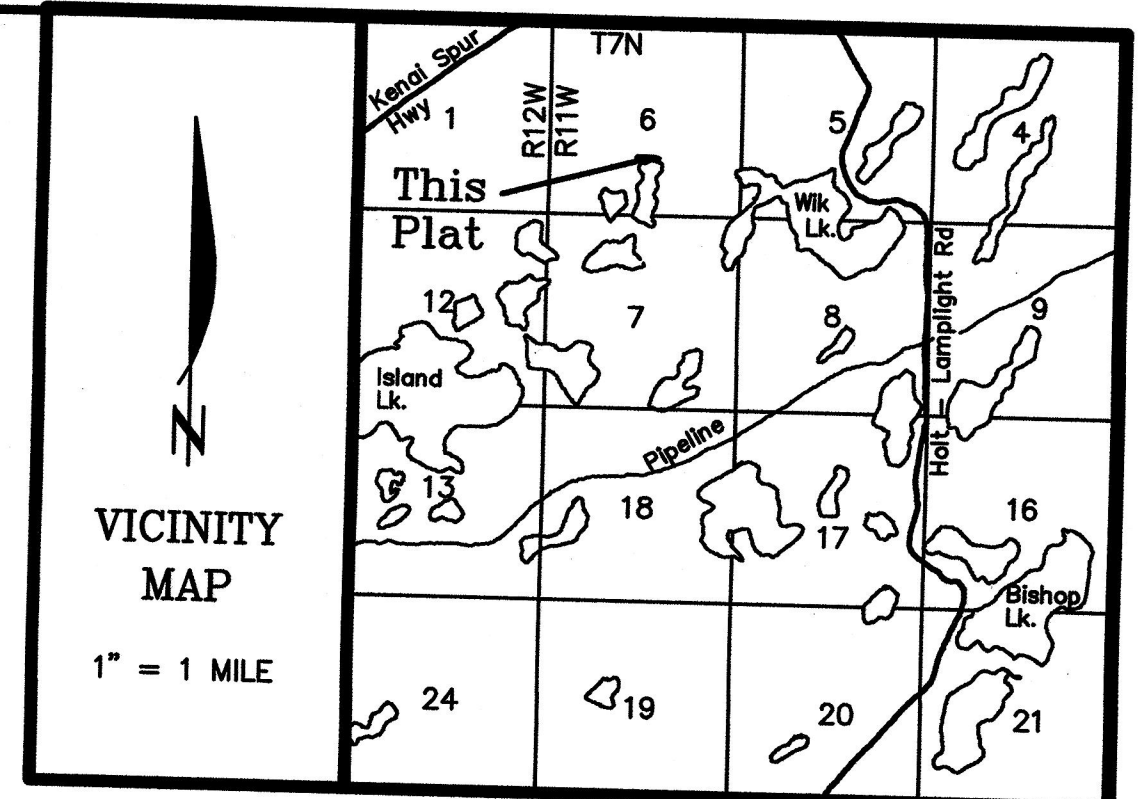 N
VICINITY
MAP
1" = 1 MILE
Kenai Spur
Hwy
T7N
R12W
R11W
1
6
5
4
This
Plat
Wik
Lk.
12
7
8
9
Island
Lk.
Holt - Lamplight Rd
Pipeline
13
18
17
16
Bishop
Lk.
24
19
20
21